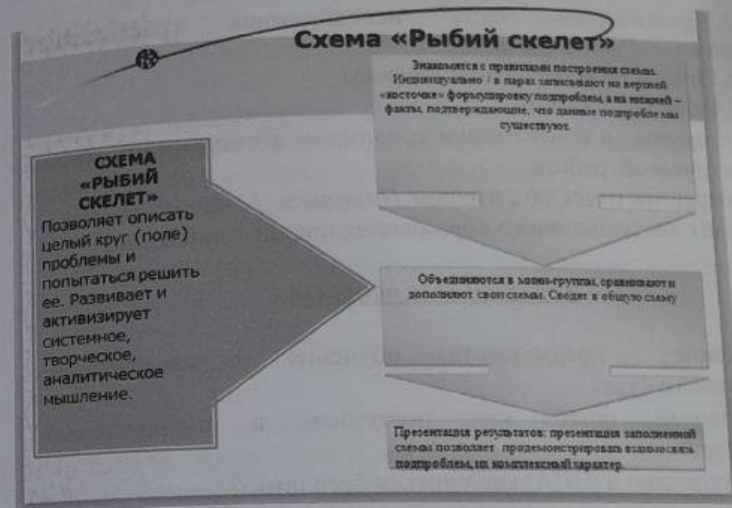 Схема «Рыбий скелет»
Знакомятся с правилами построения схемы.
Индивидуально / в парах записывают на верхней
«косточке» формулировку подпроблем, а на нижней –
факты, подтверждающие, что данные подпроблемы
существуют.
СХЕМА
«РЫБИЙ
СКЕЛЕТ»
Позволяет описать
целый круг (поле)
проблемы и
попытаться решить
ее. Развивает и
активизирует
системное,
творческое,
аналитическое
мышление.
Объединяются в мини-группы, сравнивают и
дополняют свои схемы. Сводят в общую схему
Презентация результатов: презентация заполненной
схемы позволяет продемонстрировать взаимосвязь
подпроблем, их комплексный характер.